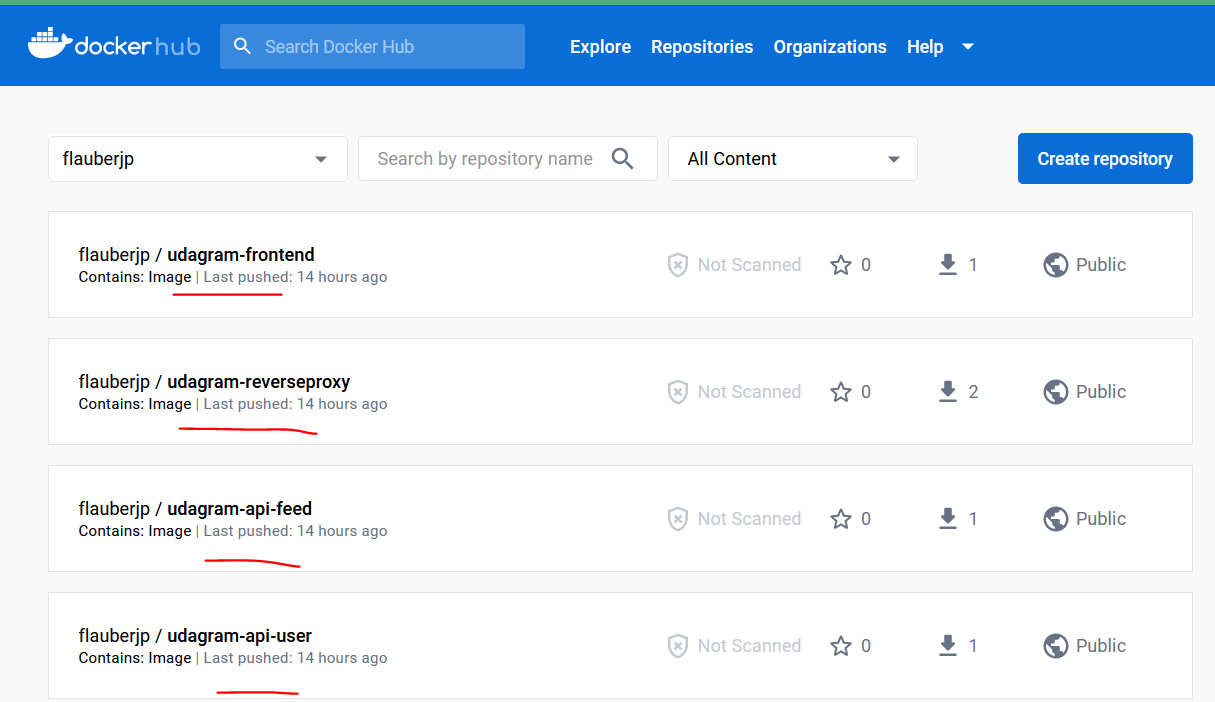 docker hub Search Docker Hub Explore Repositories Organizations Help
flauberjp Search by repository name All Content Create repository
flauberjp / udagram-frontend
Contains: Image | Last pushed: 14 hours ago
Not Scanned 0 1 Public
flauberjp / udagram-reverseproxy
Contains: Image | Last pushed: 14 hours ago
Not Scanned 0 2 Public
flauberjp / udagram-api-feed
Contains: Image | Last pushed: 14 hours ago
Not Scanned 0 1 Public
flauberjp / udagram-api-user
Contains: Image | Last pushed: 14 hours ago
Not Scanned 0 1 Public